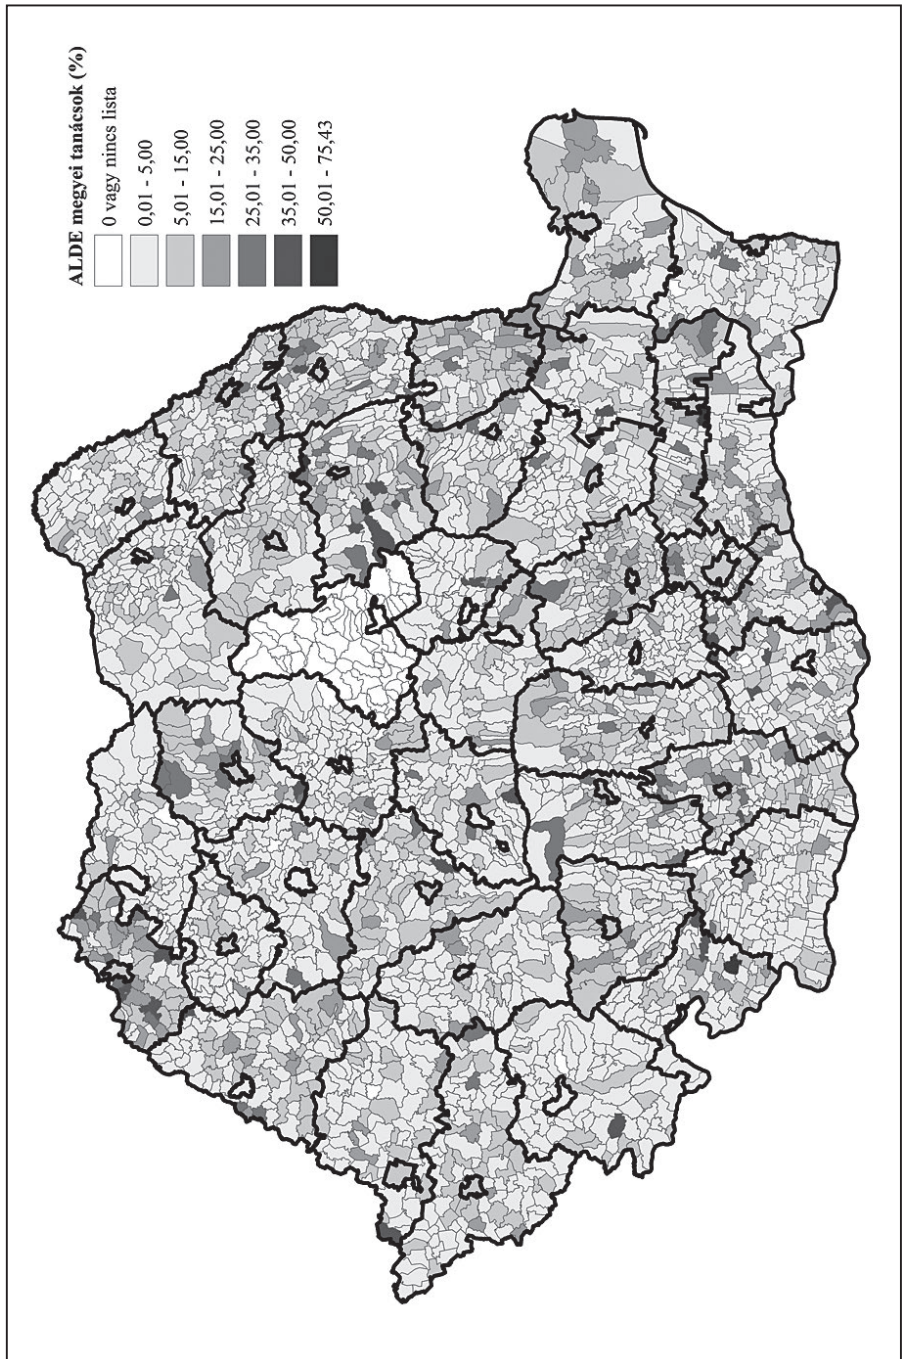 ALDE megyei tanácsok (%)
0 vagy nincs lista
0,01 - 5,00
5,01 - 15,00
15,01 - 25,00
25,01 - 35,00
35,01 - 50,00
50,01 - 75,43